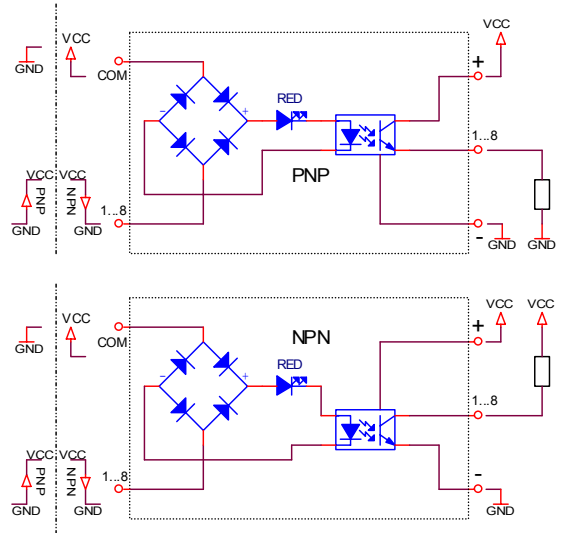 VCC
GND
COM
VCC
+
RED
− +
1...8
PNP
VCC VCC
PNP NPN
GND GND
1...8
-
GND GND
VCC
GND
COM
NPN
VCC VCC
+
RED
− +
1...8
VCC VCC
PNP NPN
GND GND
1...8
-
GND